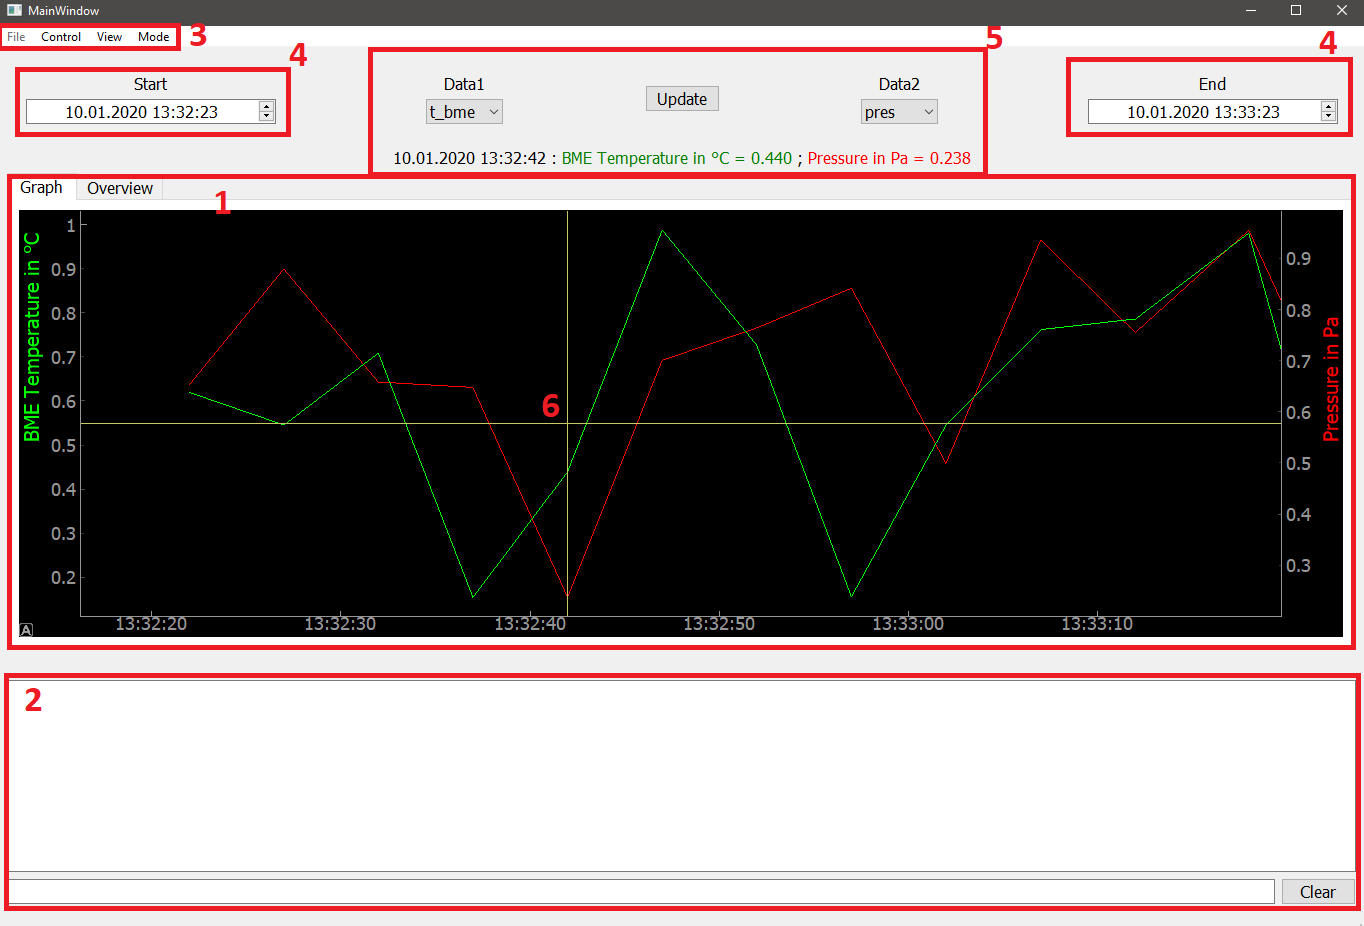 MainWindow
File Control View Mode 3
4
5
4
Start
Data1
Data2
End
10.01.2020 13:32:23
t_bme
Update
pres
10.01.2020 13:33:23
10.01.2020 13:32:42 : BME Temperature in °C = 0.440 ; Pressure in Pa = 0.238
Graph Overview
1
BME Temperature in °C
1
0.9
0.8
0.7
0.6
0.5
0.4
0.3
0.2
6
0.9
0.8
0.7
0.6
0.5
0.4
0.3
Pressure in Pa
A
13:32:20 13:32:30 13:32:40 13:32:50 13:33:00 13:33:10
2
Clear